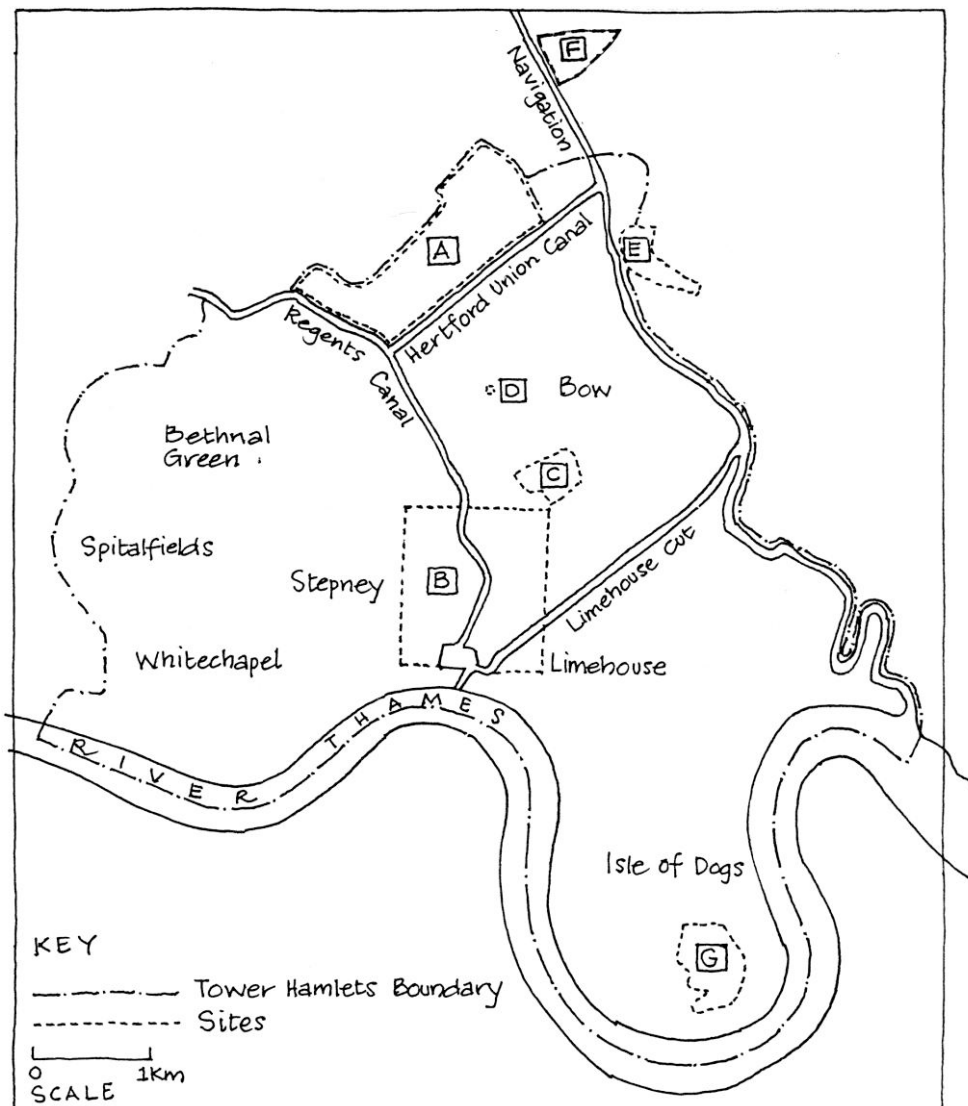 F
Navigation
A
E
Hertford Union Canal
Regents Canal
D
Bow
Bethnal
Green
C
Spitalfields
Stepney
B
Limehouse Cut
Whitechapel
Limehouse
RIVER THAMES
Isle of Dogs
G
KEY
Tower Hamlets Boundary
Sites
0 1Km
SCALE